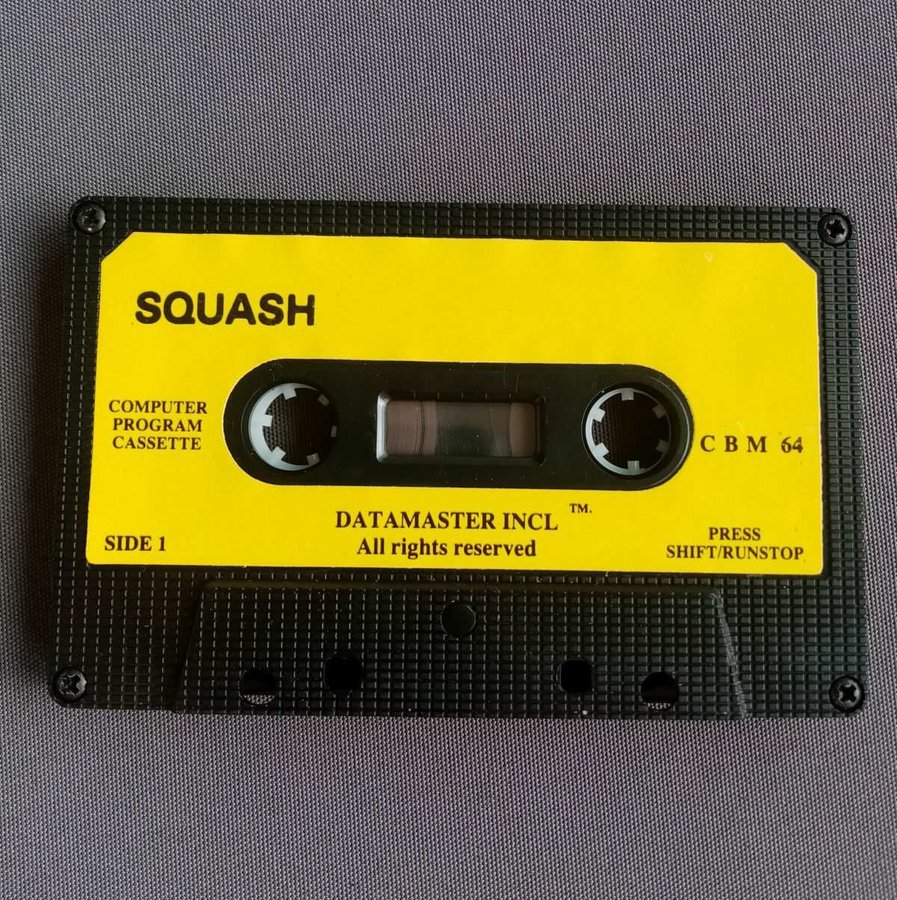 SQUASH
COMPUTER
PROGRAM
CASSETTE
C B M 64
DATAMASTER INCL TM.
All rights reserved
SIDE 1
PRESS
SHIFT/RUNSTOP